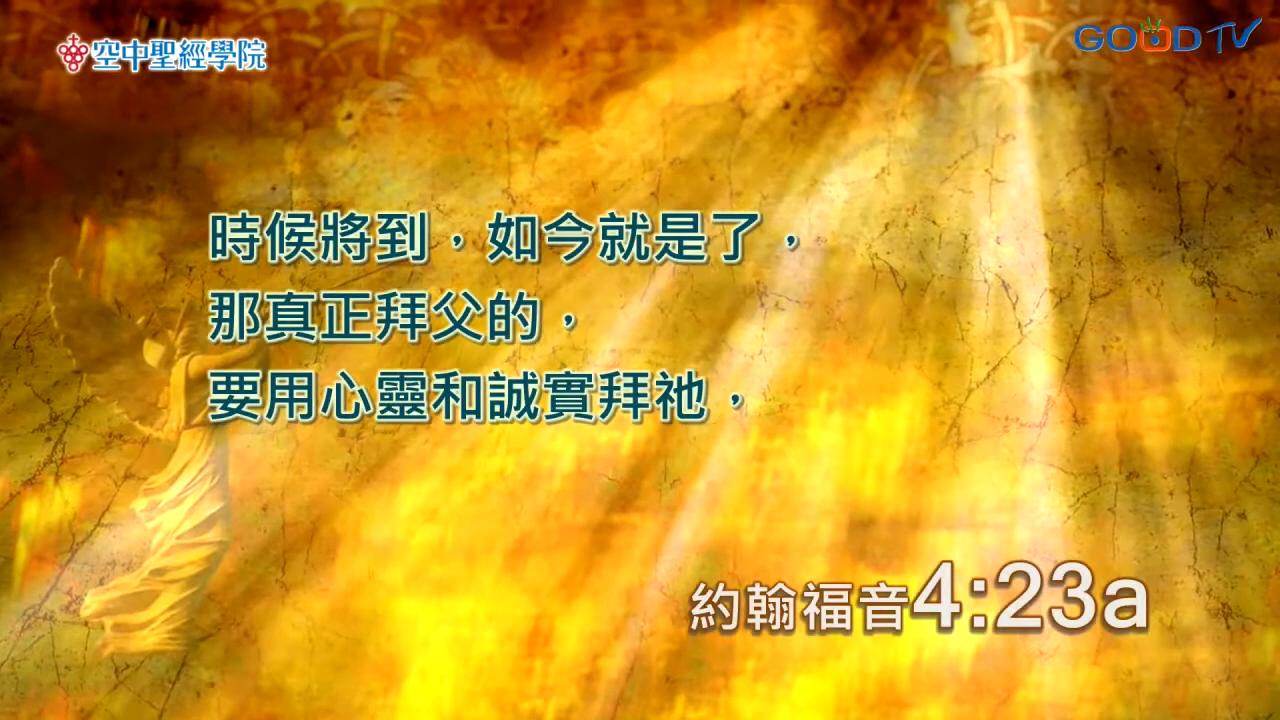 空中聖經學院
GOOD TV
時候將到，如今就是了，
那真正拜父的，
要用心靈和誠實拜祂，
約翰福音4:23a